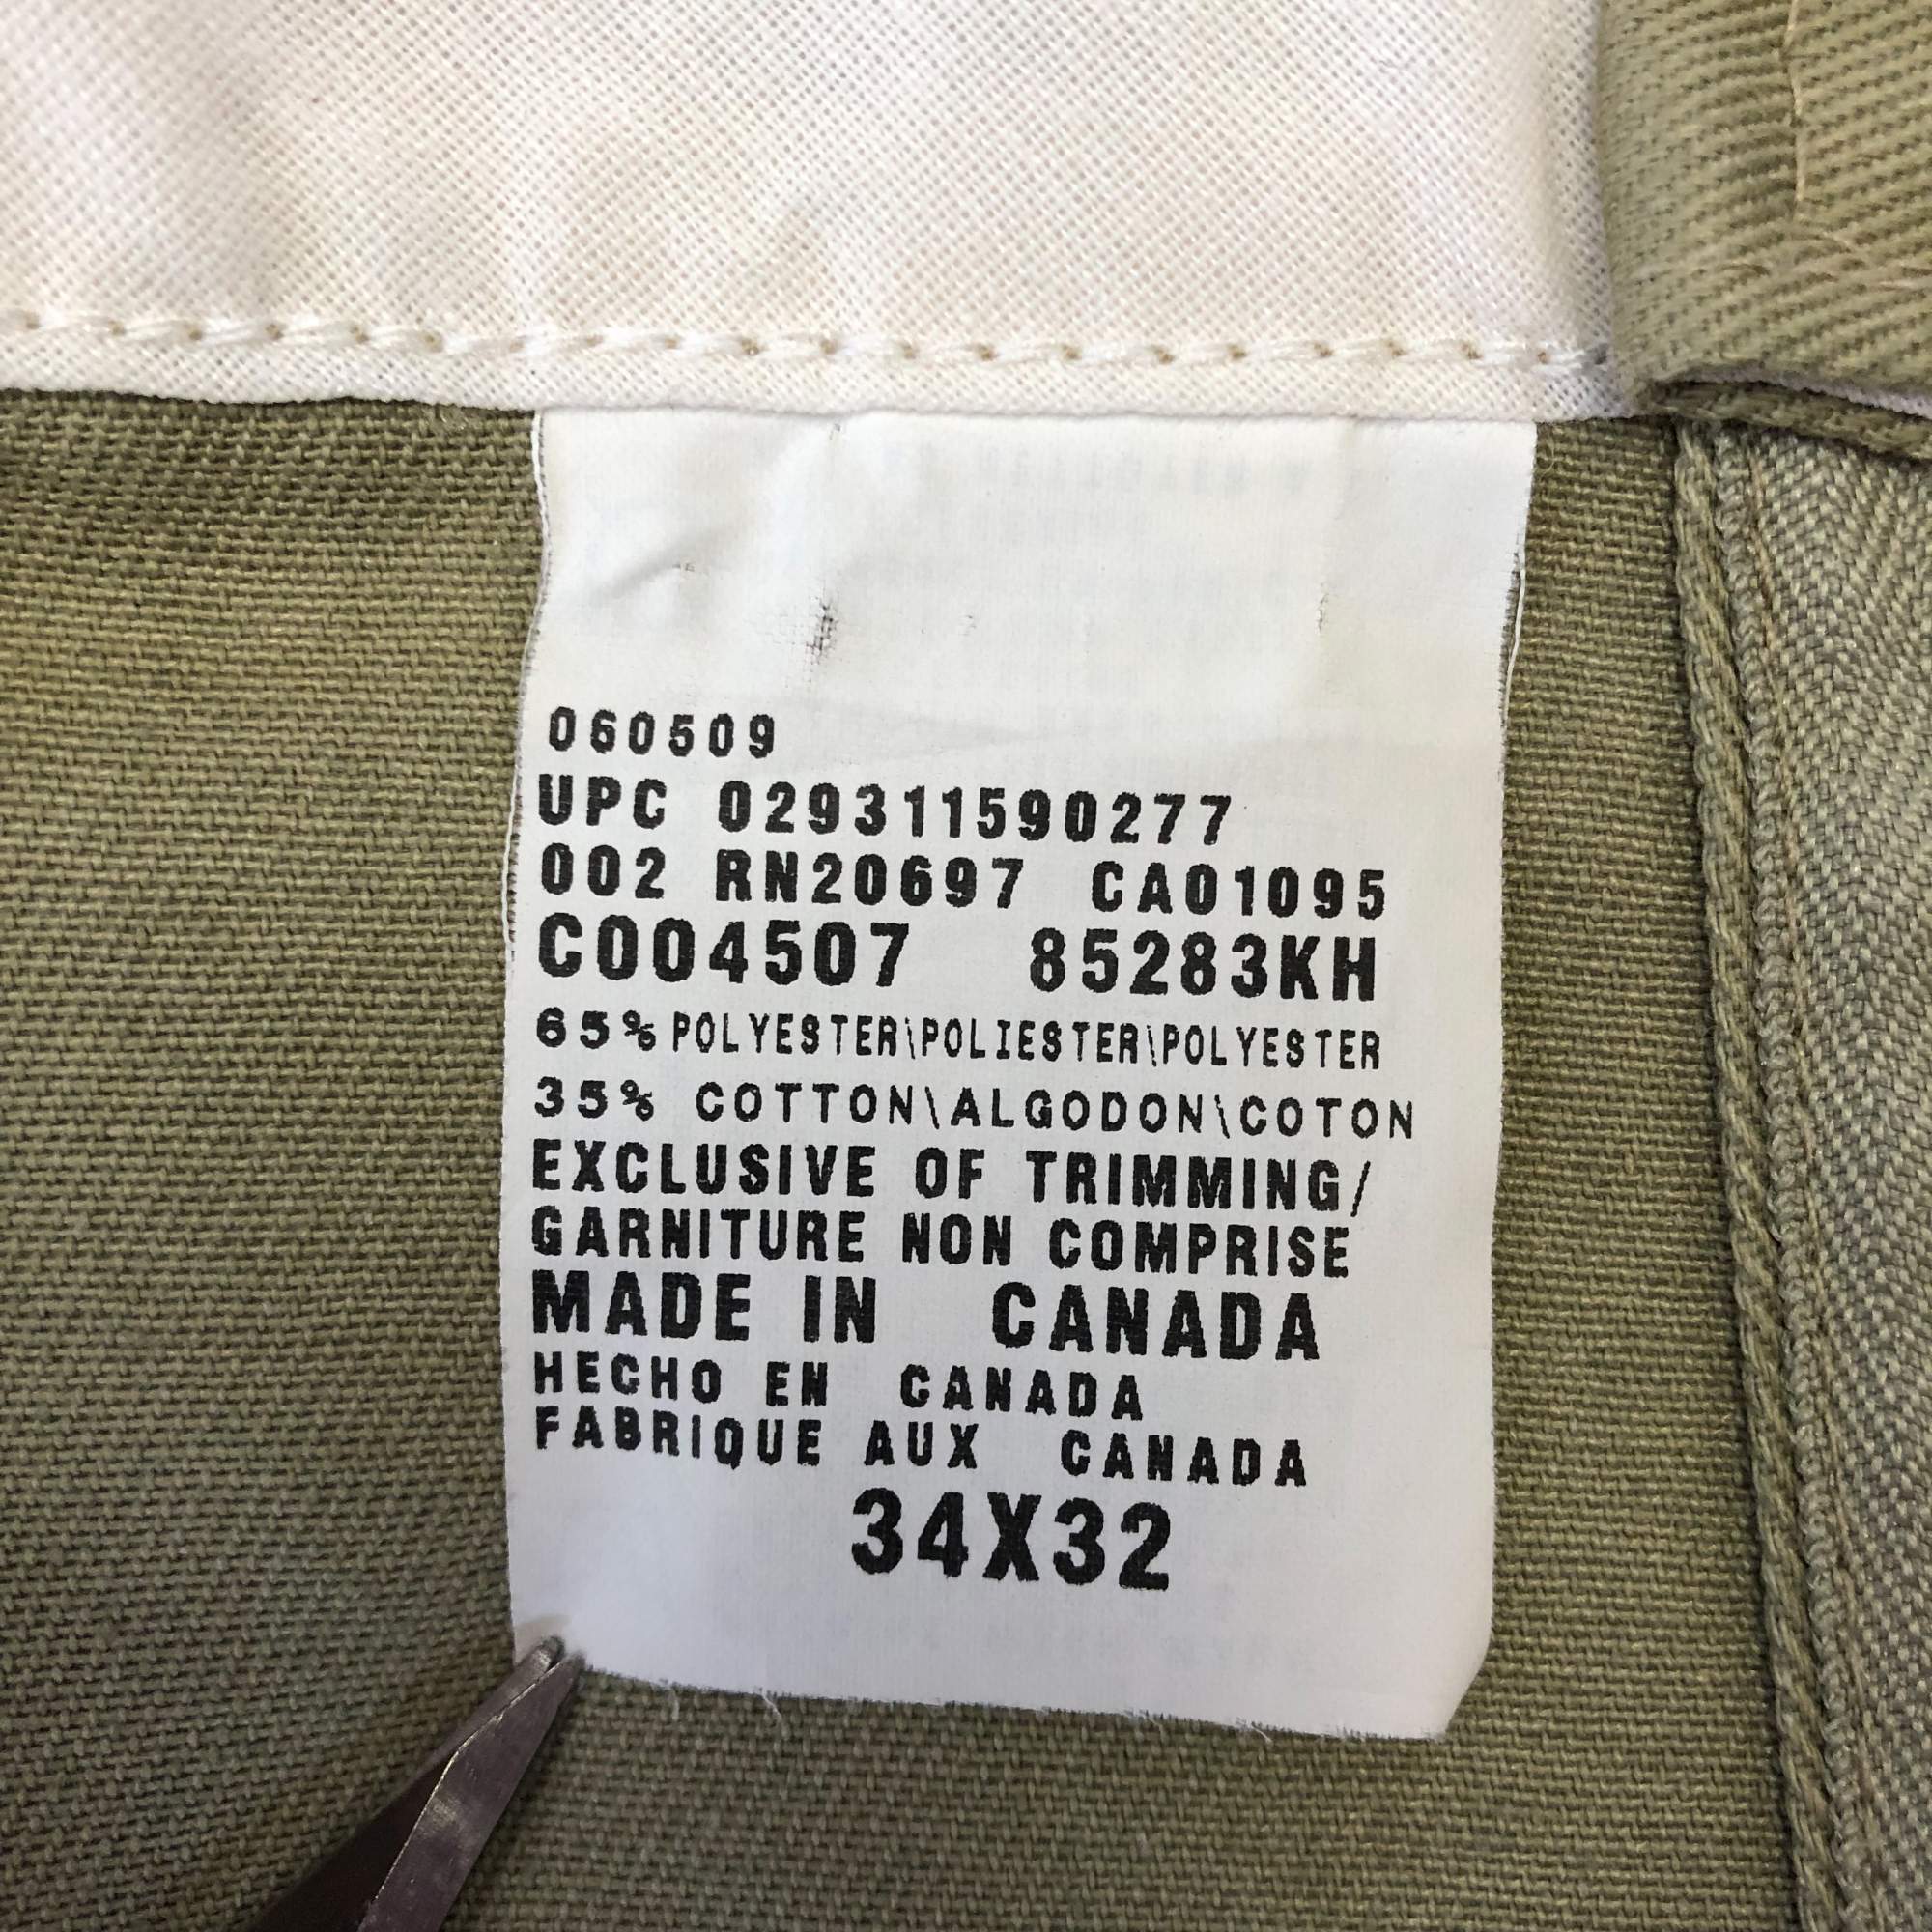 060509
UPC 029311590277
002 RN20697 CA01095
C004507 85283KH
65% POLYESTER\POLIESTER\POLYESTER
35% COTTON\ALGODON\COTON
EXCLUSIVE OF TRIMMING/
GARNITURE NON COMPRISE
MADE IN CANADA
HECHO EN CANADA
FABRIQUE AUX CANADA
34X32